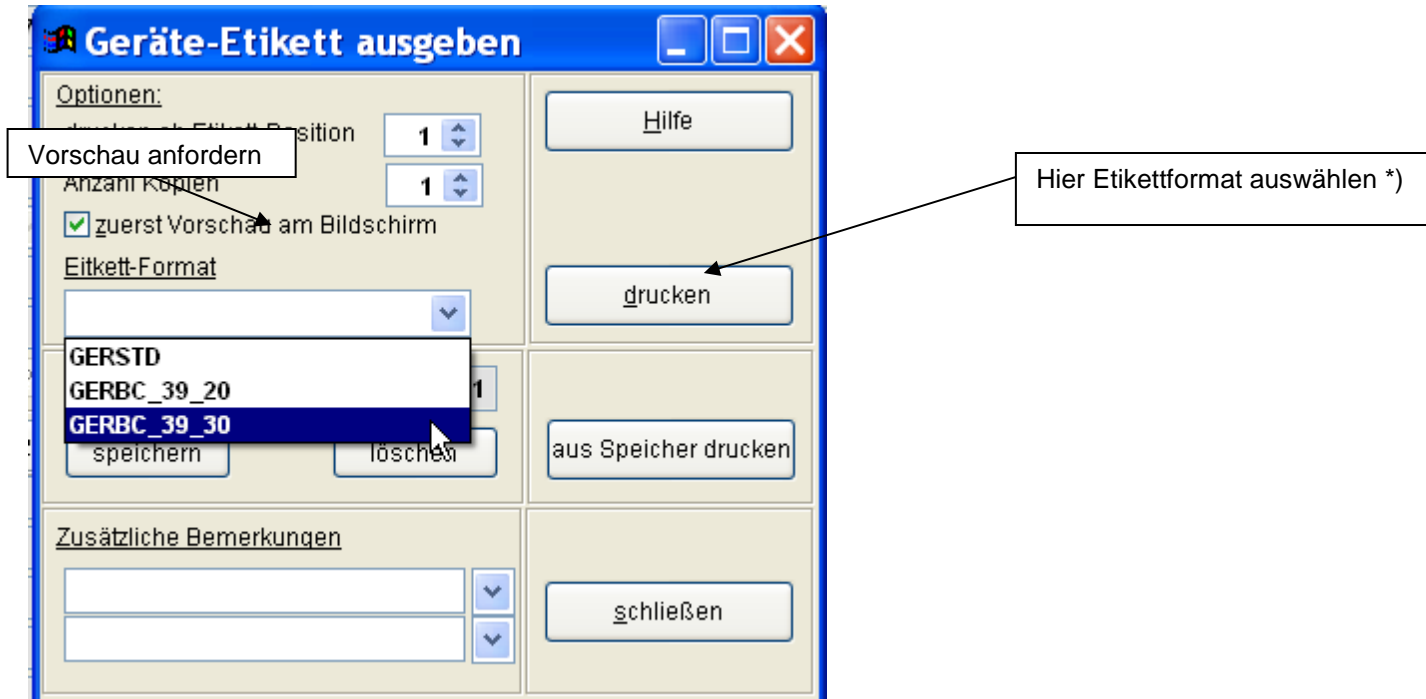 Geräte-Etikett ausgeben
Optionen:
Hilfe
Vorschau anfordern
1
Anzahl Kopien
1
Hier Etikettformat auswählen *)
zuerst Vorschau am Bildschirm
Eitkett-Format
drucken
GERSTD
GERBC_39_20
1
GERBC_39_30
speichern
löschen
aus Speicher drucken
Zusätzliche Bemerkungen
schließen